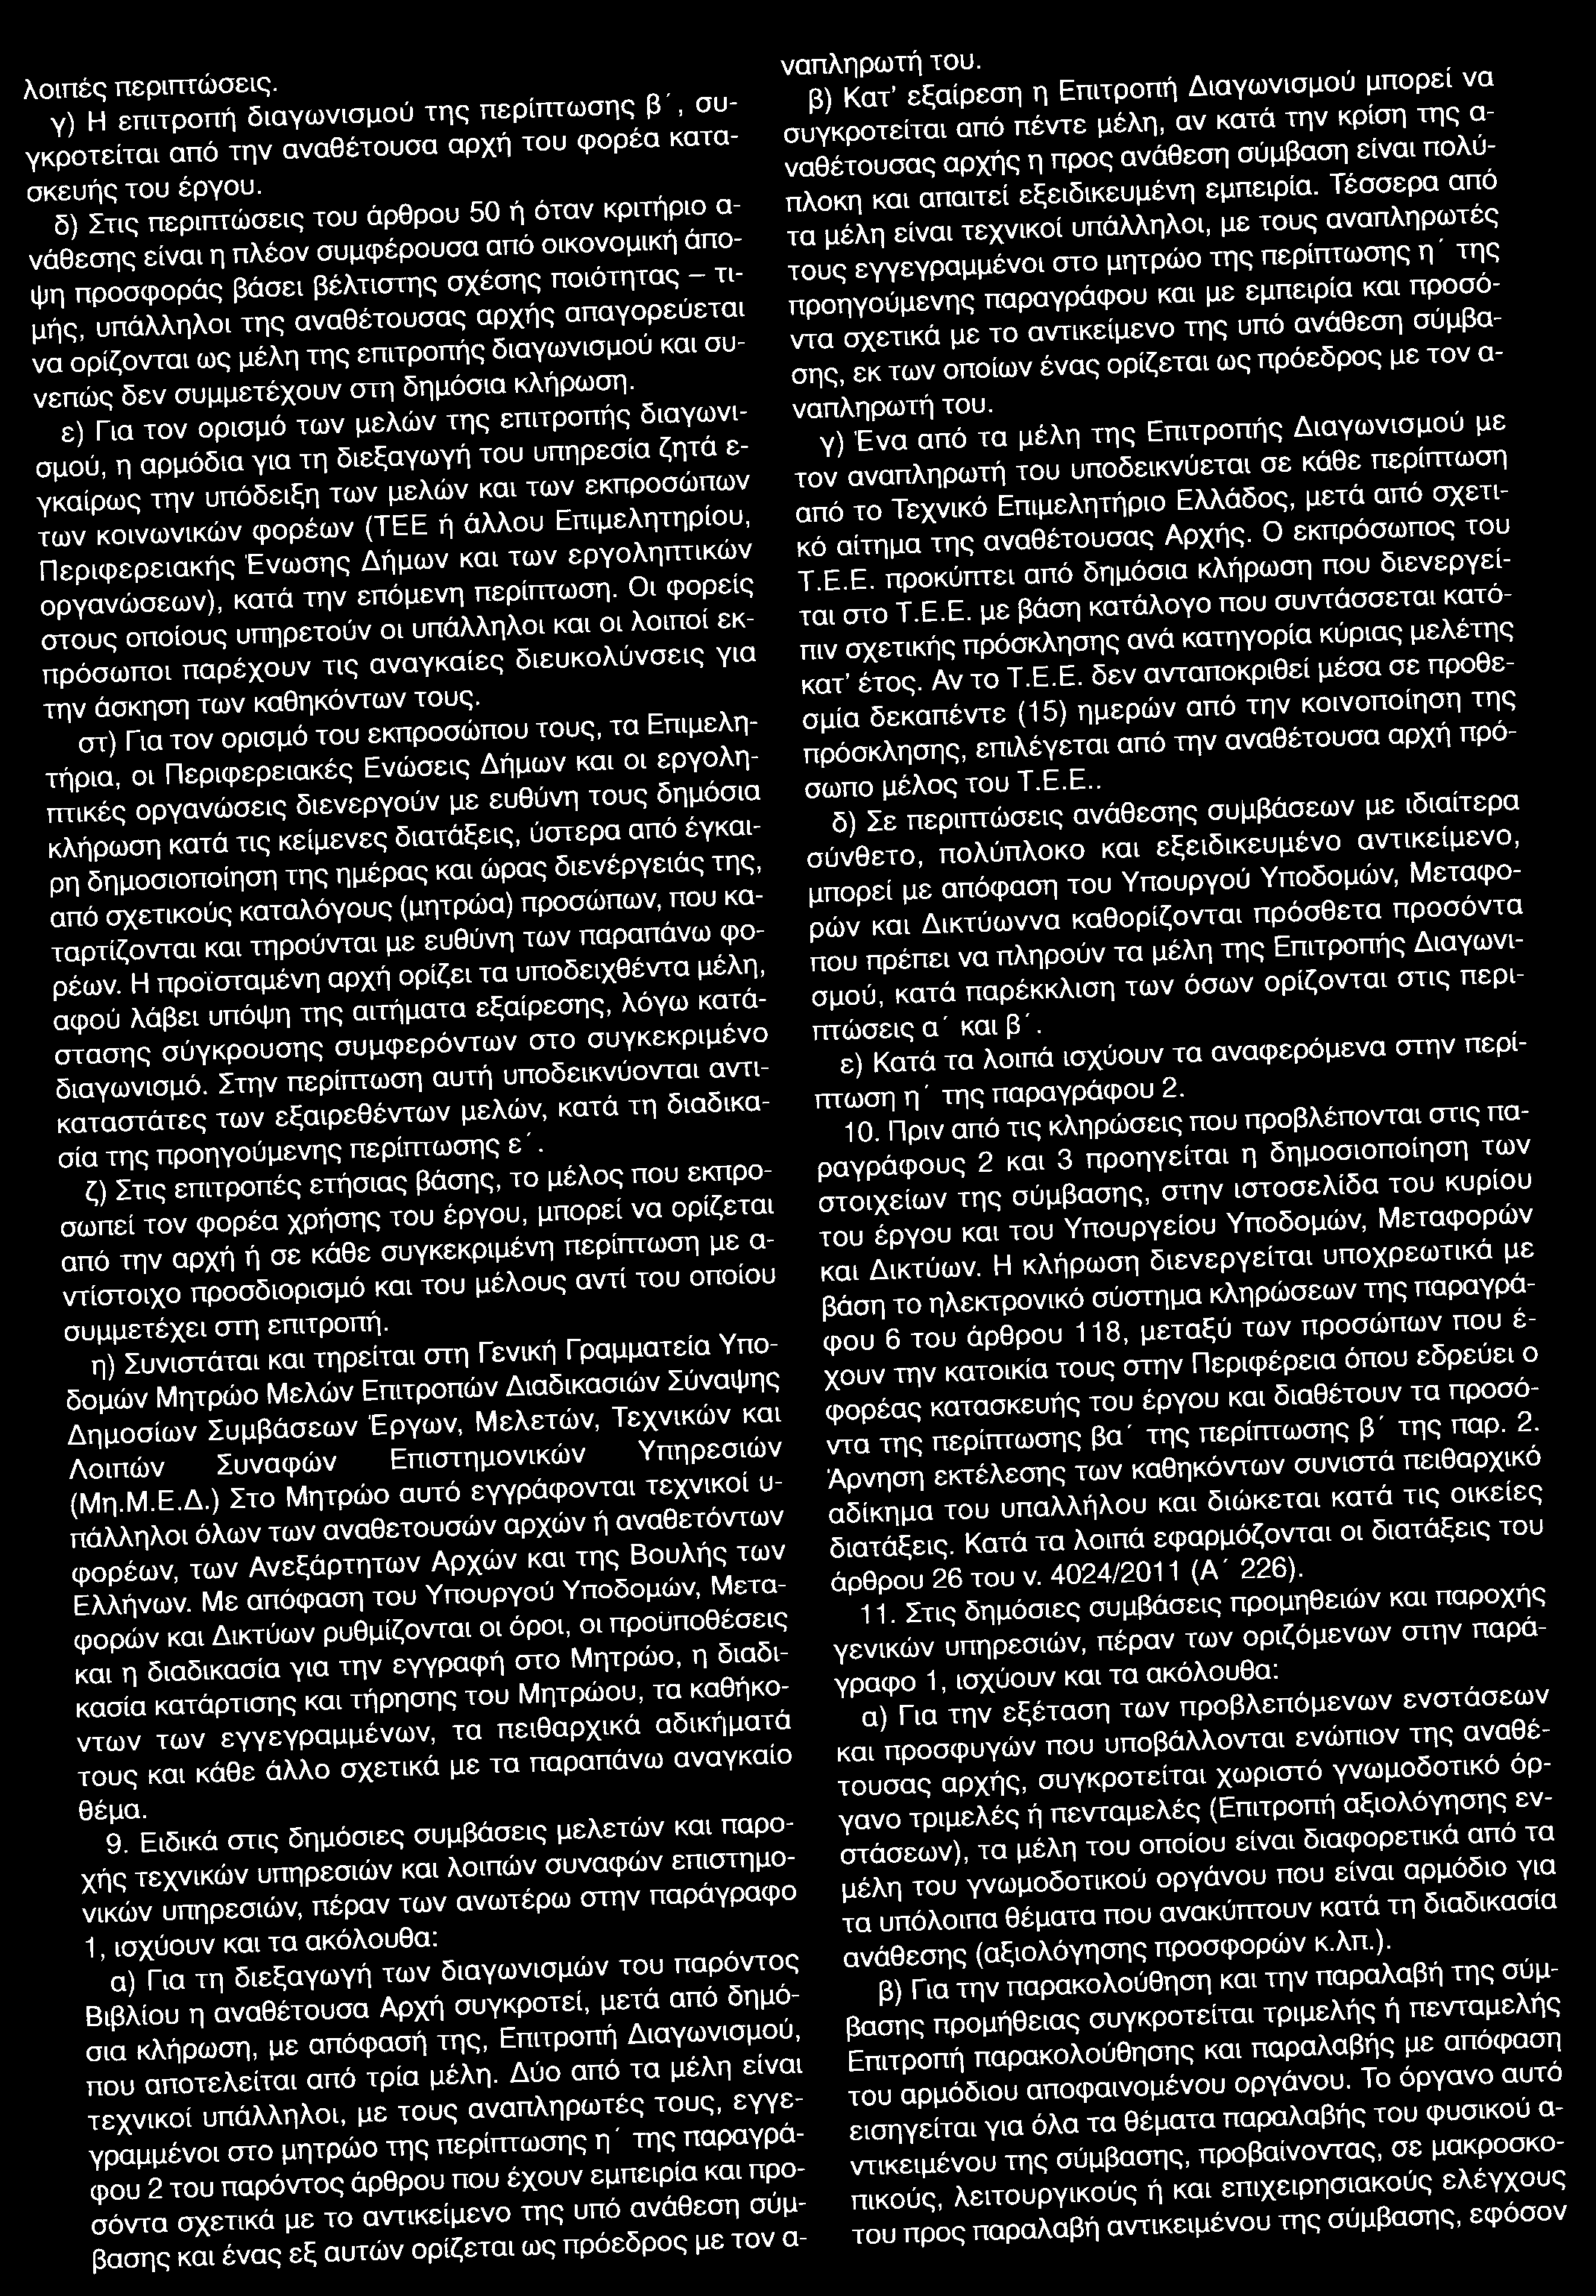 λοιπές περιπτώσεις.
γ) Η επιτροπή διαγωνισμού της περίπτωσης β΄, συ-
γκροτείται από την αναθέτουσα αρχή του φορέα κατα-
σκευής του έργου.
δ) Στις περιπτώσεις του άρθρου 50 ή όταν κριτήριο α-
νάθεσης είναι η πλέον συμφέρουσα από οικονομική άπο-
ψη προσφοράς βάσει βέλτιστης σχέσης ποιότητας – τι-
μής, υπάλληλοι της αναθέτουσας αρχής απαγορεύεται
να ορίζονται ως μέλη της επιτροπής διαγωνισμού και συ-
νεπώς δεν συμμετέχουν στη δημόσια κλήρωση.
ε) Για τον ορισμό των μελών της επιτροπής διαγωνι-
σμού, η αρμόδια για τη διεξαγωγή του υπηρεσία ζητά ε-
γκαίρως την υπόδειξη των μελών και των εκπροσώπων
των κοινωνικών φορέων (ΤΕΕ ή άλλου Επιμελητηρίου,
Περιφερειακής Ένωσης Δήμων και των εργοληπτικών
οργανώσεων), κατά την επόμενη περίπτωση. Οι φορείς
στους οποίους υπηρετούν οι υπάλληλοι και οι λοιποί εκ-
πρόσωποι παρέχουν τις αναγκαίες διευκολύνσεις για
την άσκηση των καθηκόντων τους.
στ) Για τον ορισμό του εκπροσώπου τους, τα Επιμελη-
τήρια, οι Περιφερειακές Ενώσεις Δήμων και οι εργολη-
πτικές οργανώσεις διενεργούν με ευθύνη τους δημόσια
κλήρωση κατά τις κείμενες διατάξεις, ύστερα από έγκαι-
ρη δημοσιοποίηση της ημέρας και ώρας διενέργειάς της,
από σχετικούς καταλόγους (μητρώα) προσώπων, που κα-
ταρτίζονται και τηρούνται με ευθύνη των παραπάνω φο-
ρέων. Η προϊσταμένη αρχή ορίζει τα υποδειχθέντα μέλη,
αφού λάβει υπόψη της αιτήματα εξαίρεσης, λόγω κατά-
στασης σύγκρουσης συμφερόντων στο συγκεκριμένο
διαγωνισμό. Στην περίπτωση αυτή υποδεικνύονται αντι-
καταστάτες των εξαιρεθέντων μελών, κατά τη διαδικα-
σία της προηγούμενης περίπτωσης ε΄.
ζ) Στις επιτροπές ετήσιας βάσης, το μέλος που εκπρο-
σωπεί τον φορέα χρήσης του έργου, μπορεί να ορίζεται
από την αρχή ή σε κάθε συγκεκριμένη περίπτωση με α-
ντίστοιχο προσδιορισμό και του μέλους αντί του οποίου
συμμετέχει στη επιτροπή.
η) Συνιστάται και τηρείται στη Γενική Γραμματεία Υπο-
δομών Μητρώο Μελών Επιτροπών Διαδικασιών Σύναψης
Δημοσίων Συμβάσεων Έργων, Μελετών, Τεχνικών και
Λοιπών Συναφών Επιστημονικών Υπηρεσιών
(Μη.Μ.Ε.Δ.) Στο Μητρώο αυτό εγγράφονται τεχνικοί υ-
πάλληλοι όλων των αναθετουσών αρχών ή αναθετόντων
φορέων, των Ανεξάρτητων Αρχών και της Βουλής των
Ελλήνων. Με απόφαση του Υπουργού Υποδομών, Μετα-
φορών και Δικτύων ρυθμίζονται οι όροι, οι προϋποθέσεις
και η διαδικασία για την εγγραφή στο Μητρώο, η διαδι-
κασία κατάρτισης και τήρησης του Μητρώου, τα καθήκο-
ντων των εγγεγραμμένων, τα πειθαρχικά αδικήματά
τους και κάθε άλλο σχετικά με τα παραπάνω αναγκαίο
θέμα.
9. Ειδικά στις δημόσιες συμβάσεις μελετών και παρο-
χής τεχνικών υπηρεσιών και λοιπών συναφών επιστημο-
νικών υπηρεσιών, πέραν των ανωτέρω στην παράγραφο
1, ισχύουν και τα ακόλουθα:
α) Για τη διεξαγωγή των διαγωνισμών του παρόντος
Βιβλίου η αναθέτουσα Αρχή συγκροτεί, μετά από δημό-
σια κλήρωση, με απόφασή της, Επιτροπή Διαγωνισμού,
που αποτελείται από τρία μέλη. Δύο από τα μέλη είναι
τεχνικοί υπάλληλοι, με τους αναπληρωτές τους, εγγε-
γραμμένοι στο μητρώο της περίπτωσης η΄ της παραγρά-
φου 2 του παρόντος άρθρου που έχουν εμπειρία και προ-
σόντα σχετικά με το αντικείμενο της υπό ανάθεση σύμ-
βασης και ένας εξ αυτών ορίζεται ως πρόεδρος με τον α-
ναπληρωτή του.
β) Κατ’ εξαίρεση η Επιτροπή Διαγωνισμού μπορεί να
συγκροτείται από πέντε μέλη, αν κατά την κρίση της α-
ναθέτουσας αρχής η προς ανάθεση σύμβαση είναι πολύ-
πλοκη και απαιτεί εξειδικευμένη εμπειρία. Τέσσερα από
τα μέλη είναι τεχνικοί υπάλληλοι, με τους αναπληρωτές
τους εγγεγραμμένοι στο μητρώο της περίπτωσης η΄ της
προηγούμενης παραγράφου και με εμπειρία και προσό-
ντα σχετικά με το αντικείμενο της υπό ανάθεση σύμβα-
σης, εκ των οποίων ένας ορίζεται ως πρόεδρος με τον α-
ναπληρωτή του.
γ) Ένα από τα μέλη της Επιτροπής Διαγωνισμού με
τον αναπληρωτή του υποδεικνύεται σε κάθε περίπτωση
από το Τεχνικό Επιμελητήριο Ελλάδος, μετά από σχετι-
κό αίτημα της αναθέτουσας Αρχής. Ο εκπρόσωπος του
Τ.Ε.Ε. προκύπτει από δημόσια κλήρωση που διενεργεί-
ται στο Τ.Ε.Ε. με βάση κατάλογο που συντάσσεται κατό-
πιν σχετικής πρόσκλησης ανά κατηγορία κύριας μελέτης
κατ’ έτος. Αν το Τ.Ε.Ε. δεν ανταποκριθεί μέσα σε προθε-
σμία δεκαπέντε (15) ημερών από την κοινοποίηση της
πρόσκλησης, επιλέγεται από την αναθέτουσα αρχή πρό-
σωπο μέλος του Τ.Ε.Ε..
δ) Σε περιπτώσεις ανάθεσης συμβάσεων με ιδιαίτερα
σύνθετο, πολύπλοκο και εξειδικευμένο αντικείμενο,
μπορεί με απόφαση του Υπουργού Υποδομών, Μεταφο-
ρών και Δικτύωννα καθορίζονται πρόσθετα προσόντα
που πρέπει να πληρούν τα μέλη της Επιτροπής Διαγωνι-
σμού, κατά παρέκκλιση των όσων ορίζονται στις περι-
πτώσεις α΄ και β΄.
ε) Κατά τα λοιπά ισχύουν τα αναφερόμενα στην περί-
πτωση η΄ της παραγράφου 2.
10. Πριν από τις κληρώσεις που προβλέπονται στις πα-
ραγράφους 2 και 3 προηγείται η δημοσιοποίηση των
στοιχείων της σύμβασης, στην ιστοσελίδα του κυρίου
του έργου και του Υπουργείου Υποδομών, Μεταφορών
και Δικτύων. Η κλήρωση διενεργείται υποχρεωτικά με
βάση το ηλεκτρονικό σύστημα κληρώσεων της παραγρά-
φου 6 του άρθρου 118, μεταξύ των προσώπων που έ-
χουν την κατοικία τους στην Περιφέρεια όπου εδρεύει ο
φορέας κατασκευής του έργου και διαθέτουν τα προσό-
ντα της περίπτωσης βα΄ της περίπτωσης β΄ της παρ. 2.
Άρνηση εκτέλεσης των καθηκόντων συνιστά πειθαρχικό
αδίκημα του υπαλλήλου και διώκεται κατά τις οικείες
διατάξεις. Κατά τα λοιπά εφαρμόζονται οι διατάξεις του
άρθρου 26 του ν. 4024/2011 (Α΄ 226).
11. Στις δημόσιες συμβάσεις προμηθειών και παροχής
γενικών υπηρεσιών, πέραν των οριζόμενων στην παρά-
γραφο 1, ισχύουν και τα ακόλουθα:
α) Για την εξέταση των προβλεπόμενων ενστάσεων
και προσφυγών που υποβάλλονται ενώπιον της αναθέ-
τουσας αρχής, συγκροτείται χωριστό γνωμοδοτικό όρ-
γανο τριμελές ή πενταμελές (Επιτροπή αξιολόγησης εν-
στάσεων), τα μέλη του οποίου είναι διαφορετικά από τα
μέλη του γνωμοδοτικού οργάνου που είναι αρμόδιο για
τα υπόλοιπα θέματα που ανακύπτουν κατά τη διαδικασία
ανάθεσης (αξιολόγησης προσφορών κ.λπ.).
β) Για την παρακολούθηση και την παραλαβή της σύμ-
βασης προμήθειας συγκροτείται τριμελής ή πενταμελής
Επιτροπή παρακολούθησης και παραλαβής με απόφαση
του αρμόδιου αποφαινομένου οργάνου. Το όργανο αυτό
εισηγείται για όλα τα θέματα παραλαβής του φυσικού α-
ντικειμένου της σύμβασης, προβαίνοντας, σε μακροσκο-
πικούς, λειτουργικούς ή και επιχειρησιακούς ελέγχους
του προς παραλαβή αντικειμένου της σύμβασης, εφόσον